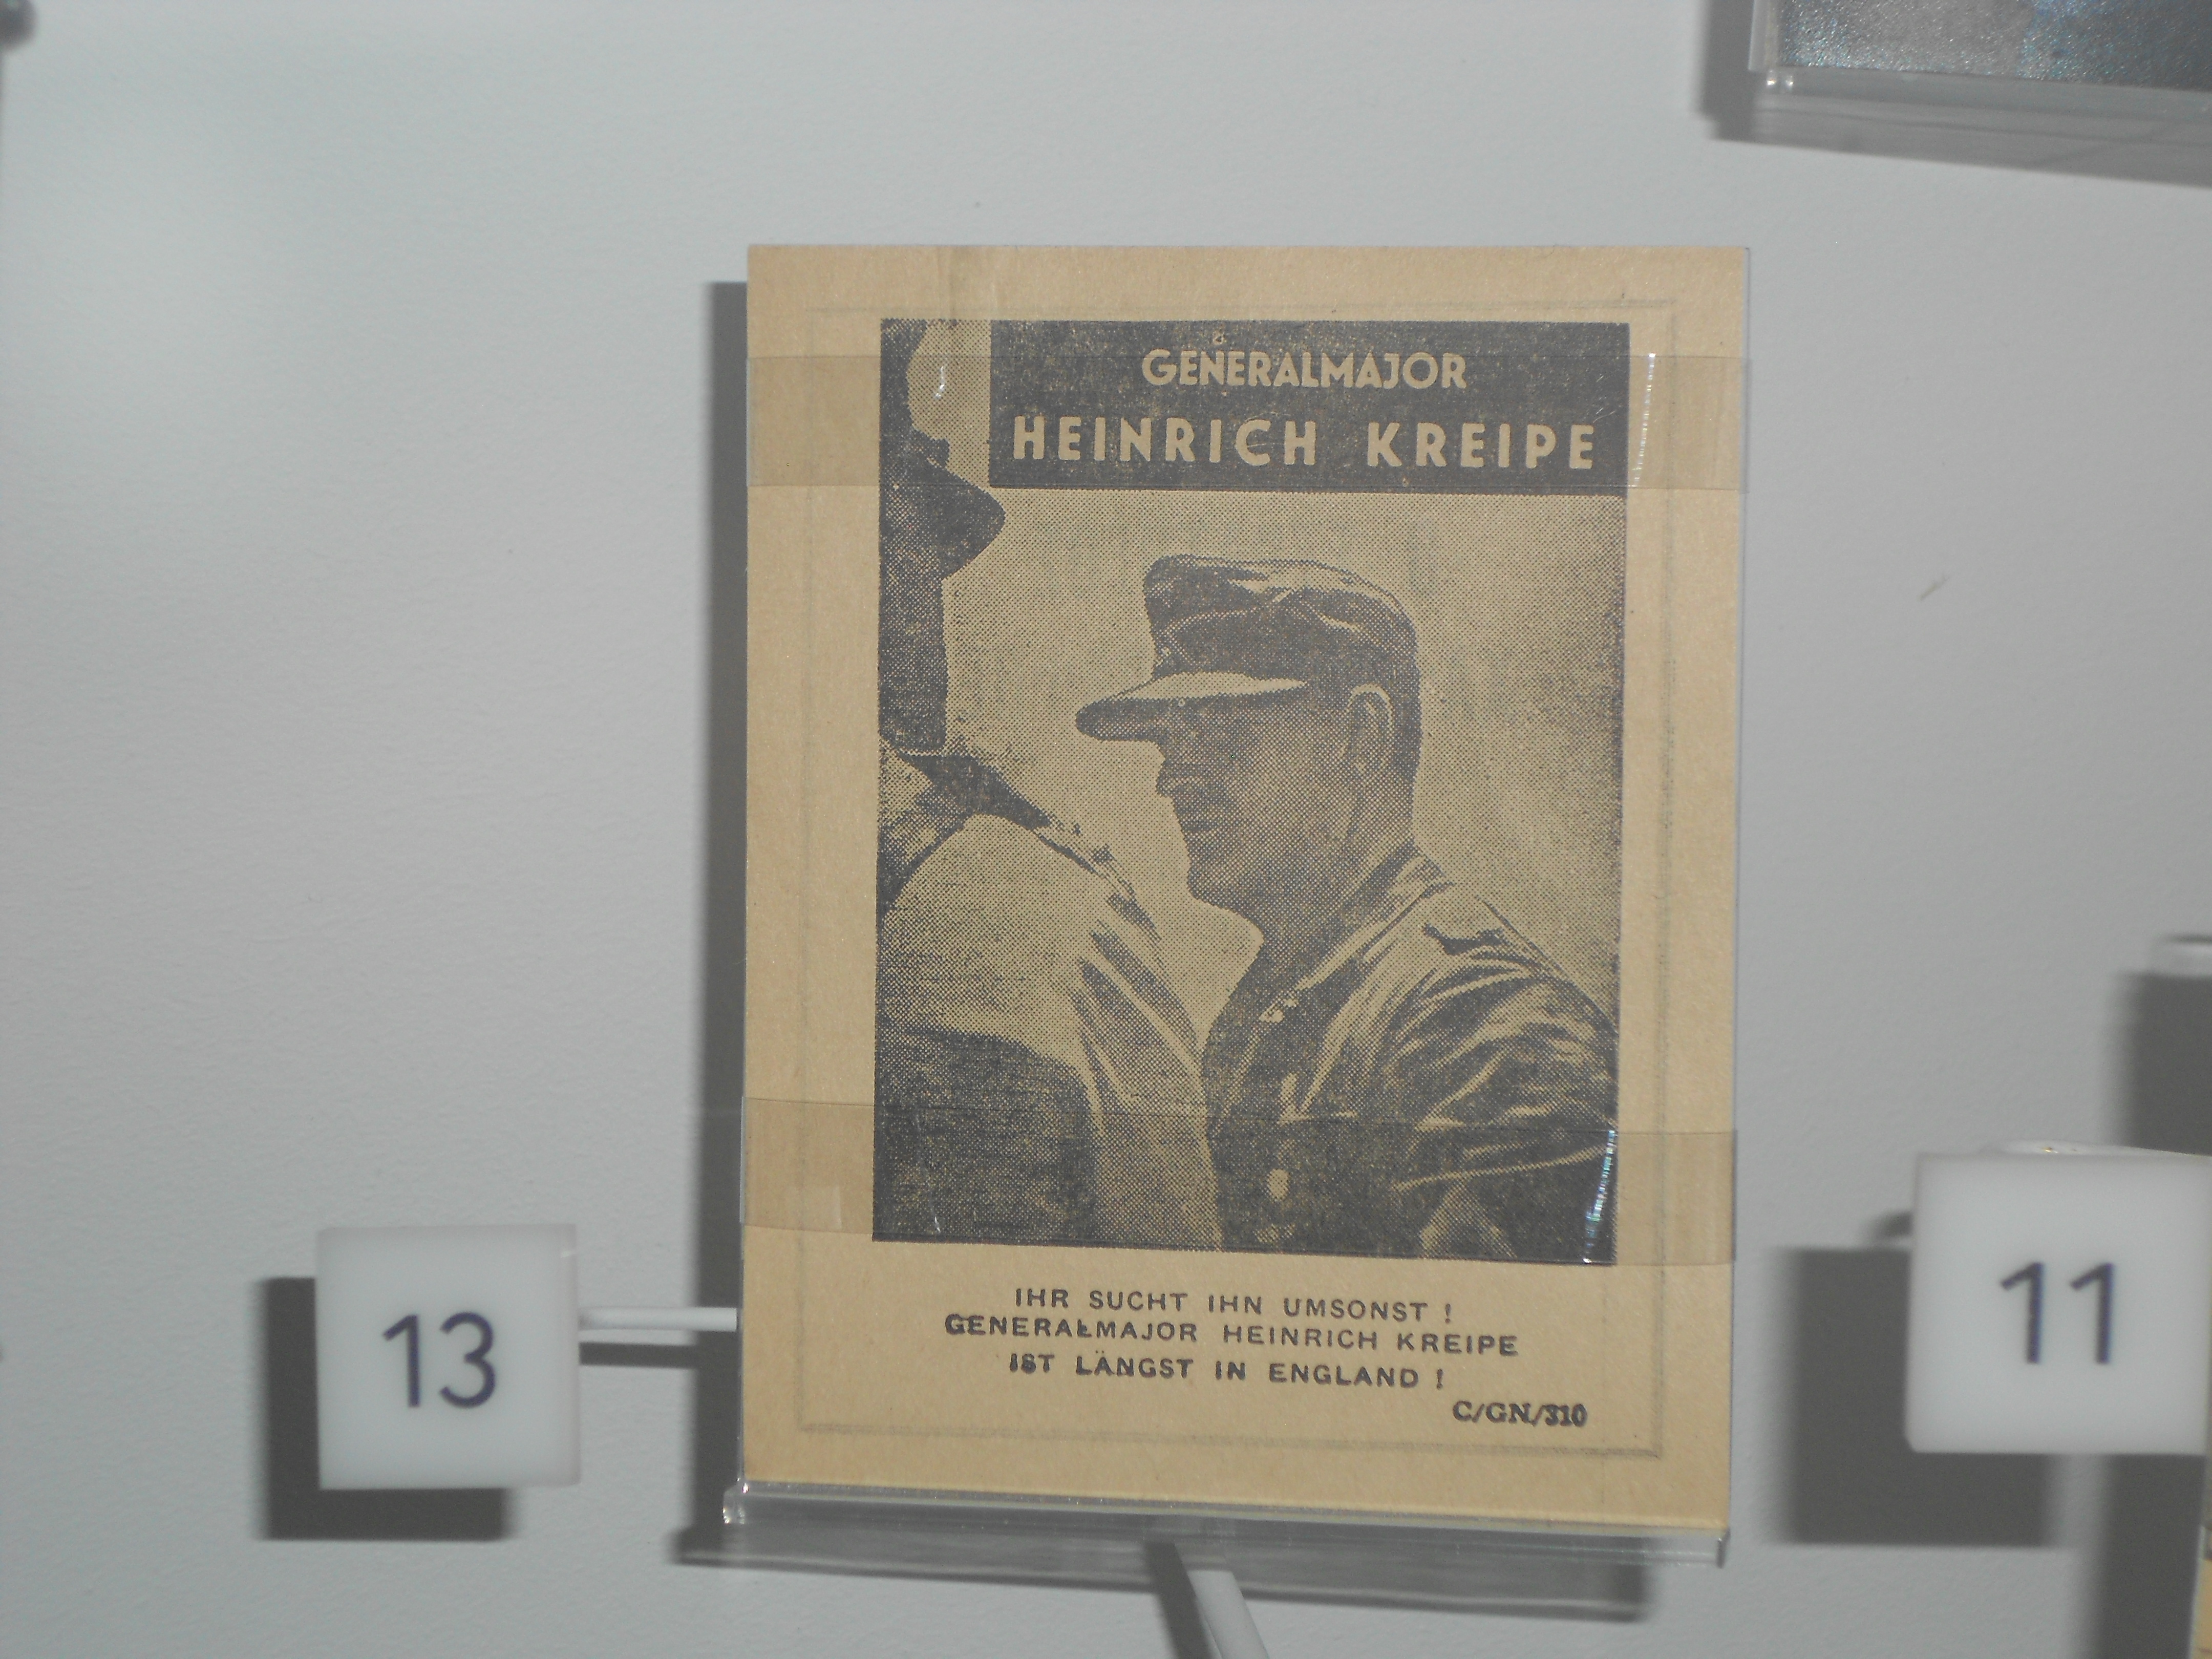 GENERALMAJOR
HEINRICH KREIPE
IHR SUCHT IHN UMSONST !
GENERALMAJOR HEINRICH KREIPE
IST LÄNGST IN ENGLAND !
C/GN/310
13
11